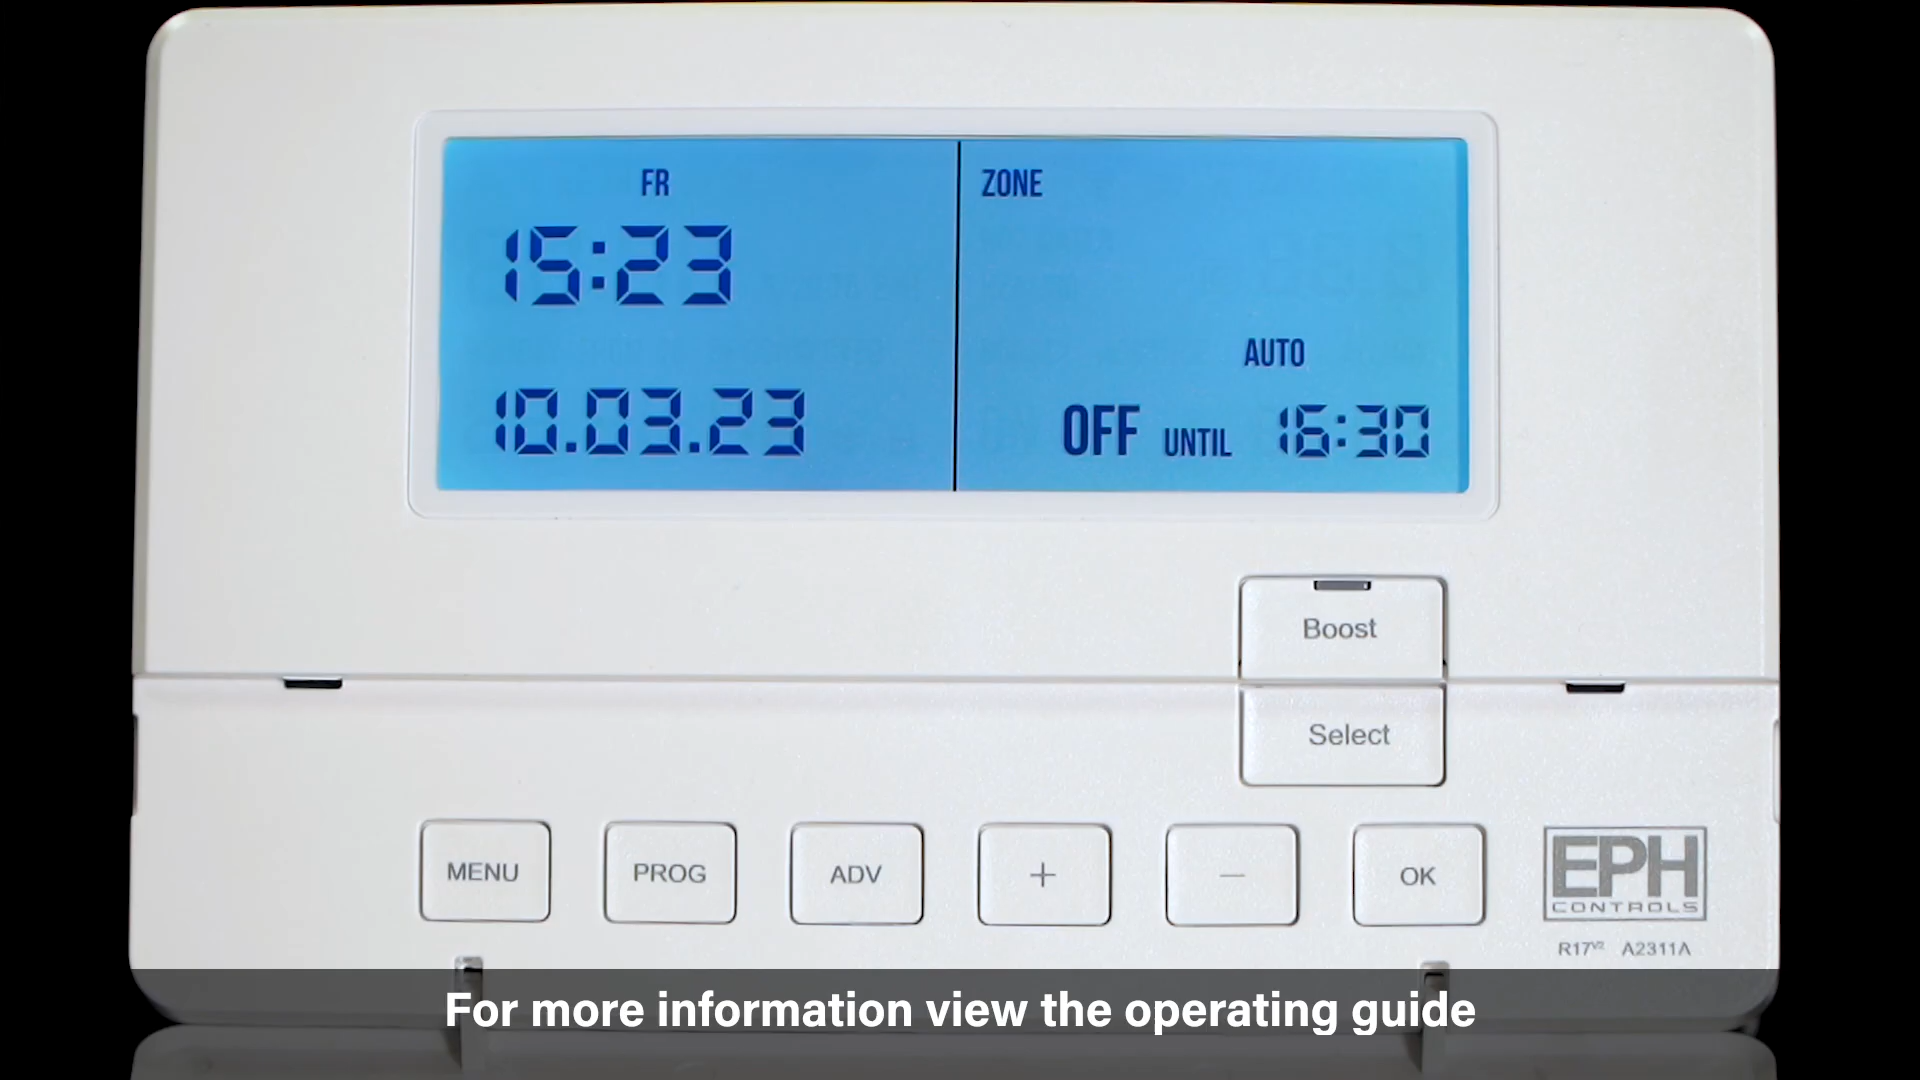 FR
15:23
10.03.23
ZONE
AUTO
OFF UNTIL 16:30
Boost
Select
MENU PROG ADV + − OK
EPH
CONTROLS
R17V2 A2311A
For more information view the operating guide